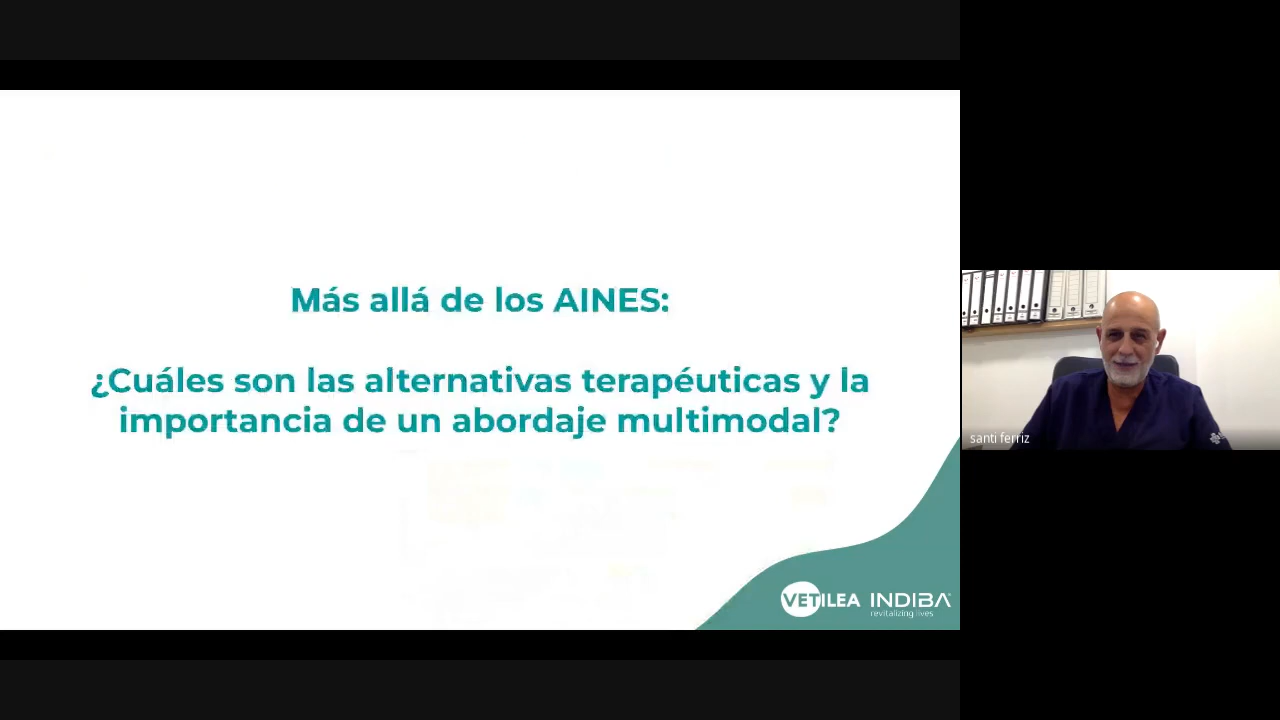 Más allá de los AINES:
¿Cuáles son las alternativas terapéuticas y la
importancia de un abordaje multimodal?
santi ferriz
VETILEA INDIBA
revitalizing lives